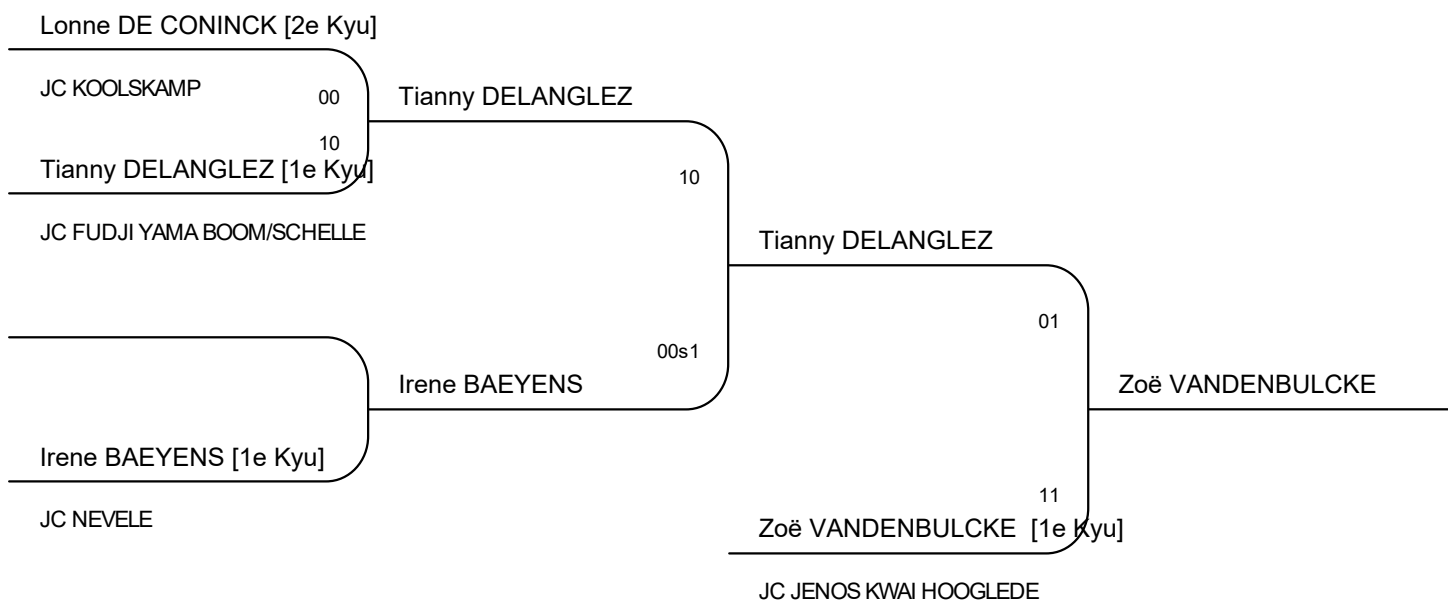 Lonne DE CONINCK [2e Kyu]
JC KOOLSKAMP
00
Tianny DELANGLEZ
10
Tianny DELANGLEZ [1e Kyu]
10
JC FUDJI YAMA BOOM/SCHELLE
Tianny DELANGLEZ
01
00s1
Irene BAEYENS
Zoë VANDENBULCKE
Irene BAEYENS [1e Kyu]
11
JC NEVELE
Zoë VANDENBULCKE [1e Kyu]
JC JENOS KWAI HOOGLEDE